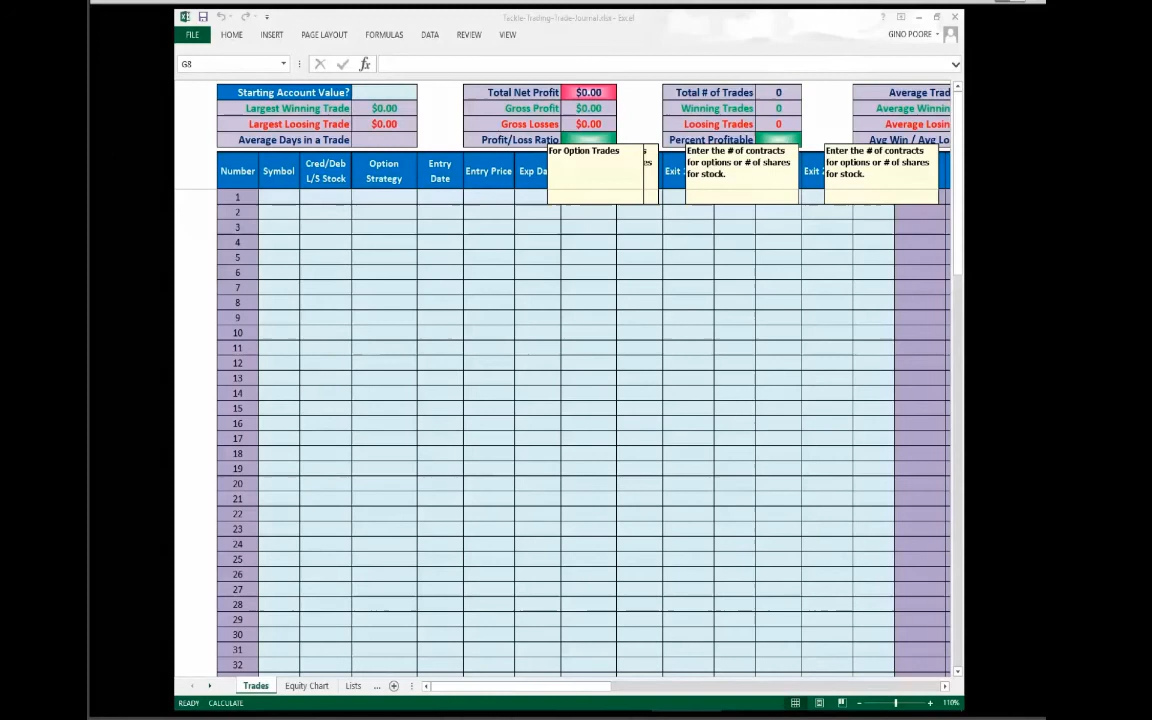 Tackle-Trading-Trade-Journal.xlsx - Excel
?
FILE HOME INSERT PAGE LAYOUT FORMULAS DATA REVIEW VIEW GINO POORE
G8 fx
Starting Account Value? Total Net Profit $0.00 Total # of Trades 0 Average Trad
Largest Winning Trade $0.00 Gross Profit $0.00 Winning Trades 0 Average Winnin
Largest Loosing Trade $0.00 Gross Losses $0.00 Loosing Trades 0 Average Losin
Average Days in a Trade Profit/Loss Ratio Percent Profitable Avg Win / Avg Lo
Number Symbol Cred/Deb L/S Stock Option Strategy Entry Date Entry Price Exp Da Exit Exit
For Option Trades
Enter the # of contracts
for options or # of shares
for stock.
Enter the # of contracts
for options or # of shares
for stock.
1
2
3
4
5
6
7
8
9
10
11
12
13
14
15
16
17
18
19
20
21
22
23
24
25
26
27
28
29
30
31
32
Trades Equity Chart Lists ...
READY CALCULATE 110%